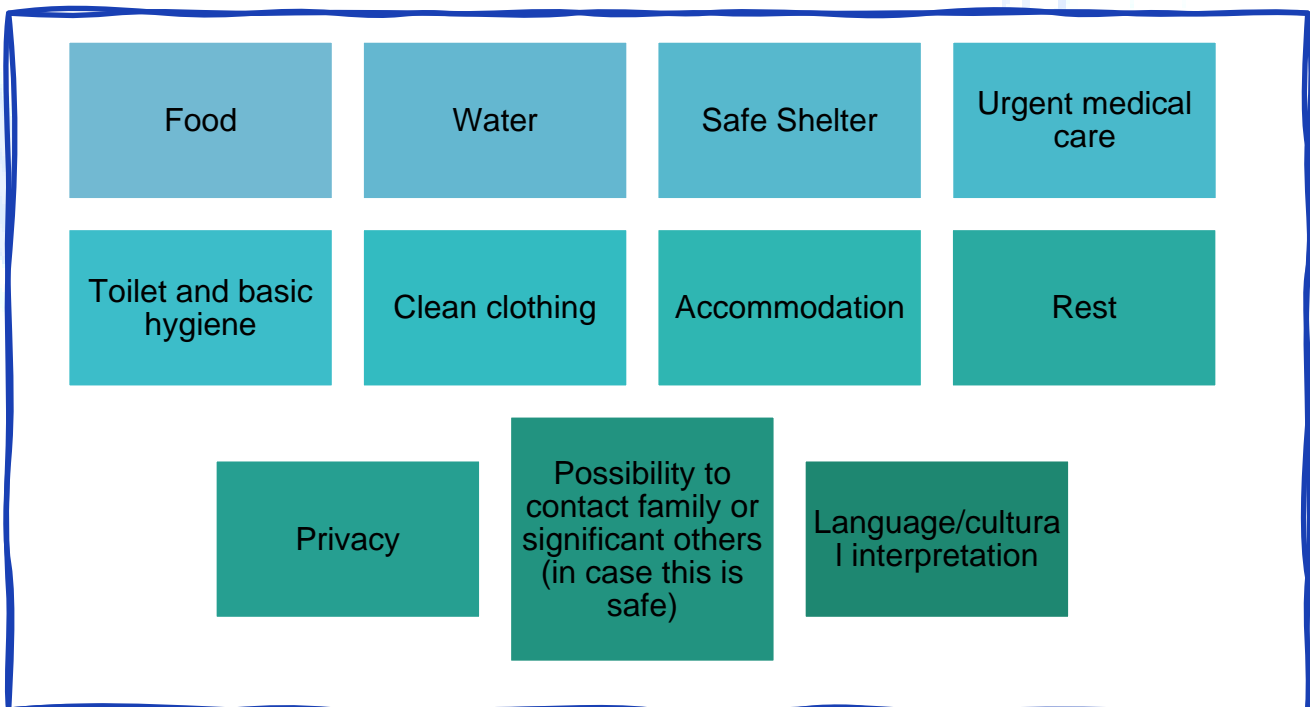 Food
Water
Safe Shelter
Urgent medical
care
Toilet and basic
hygiene
Clean clothing
Accommodation
Rest
Privacy
Possibility to
contact family or
significant others
(in case this is
safe)
Language/cultura
l interpretation